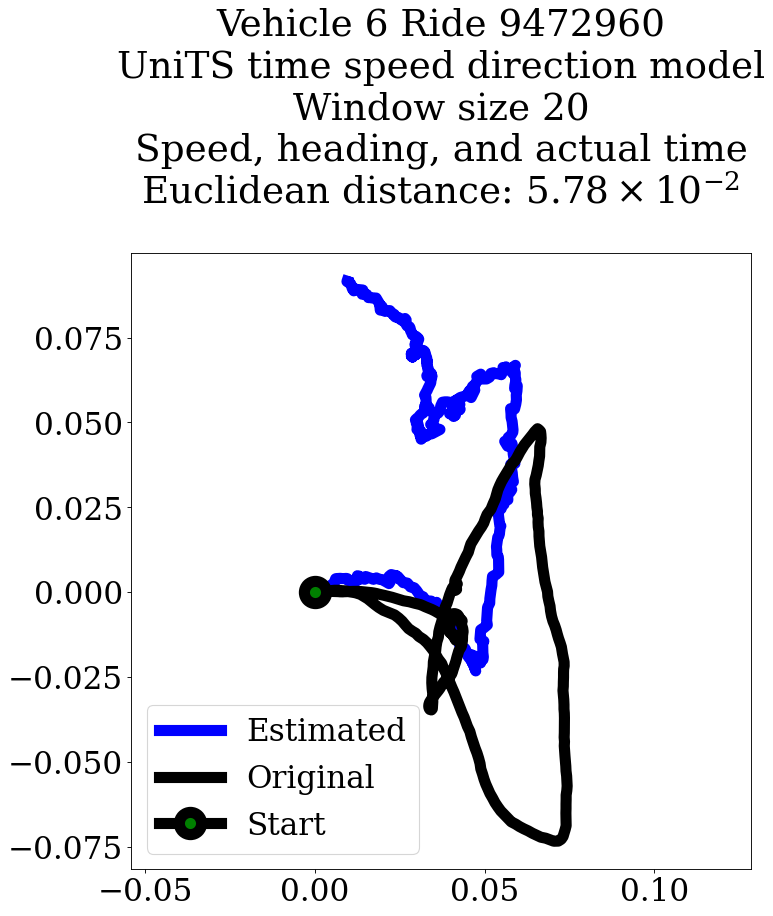 Vehicle 6 Ride 9472960
UniTS time speed direction model
Window size 20
Speed, heading, and actual time
Euclidean distance: 5.78 × 10⁻²
0.075
0.050
0.025
0.000
−0.025
−0.050
−0.075
Estimated
Original
Start
−0.05 0.00 0.05 0.10